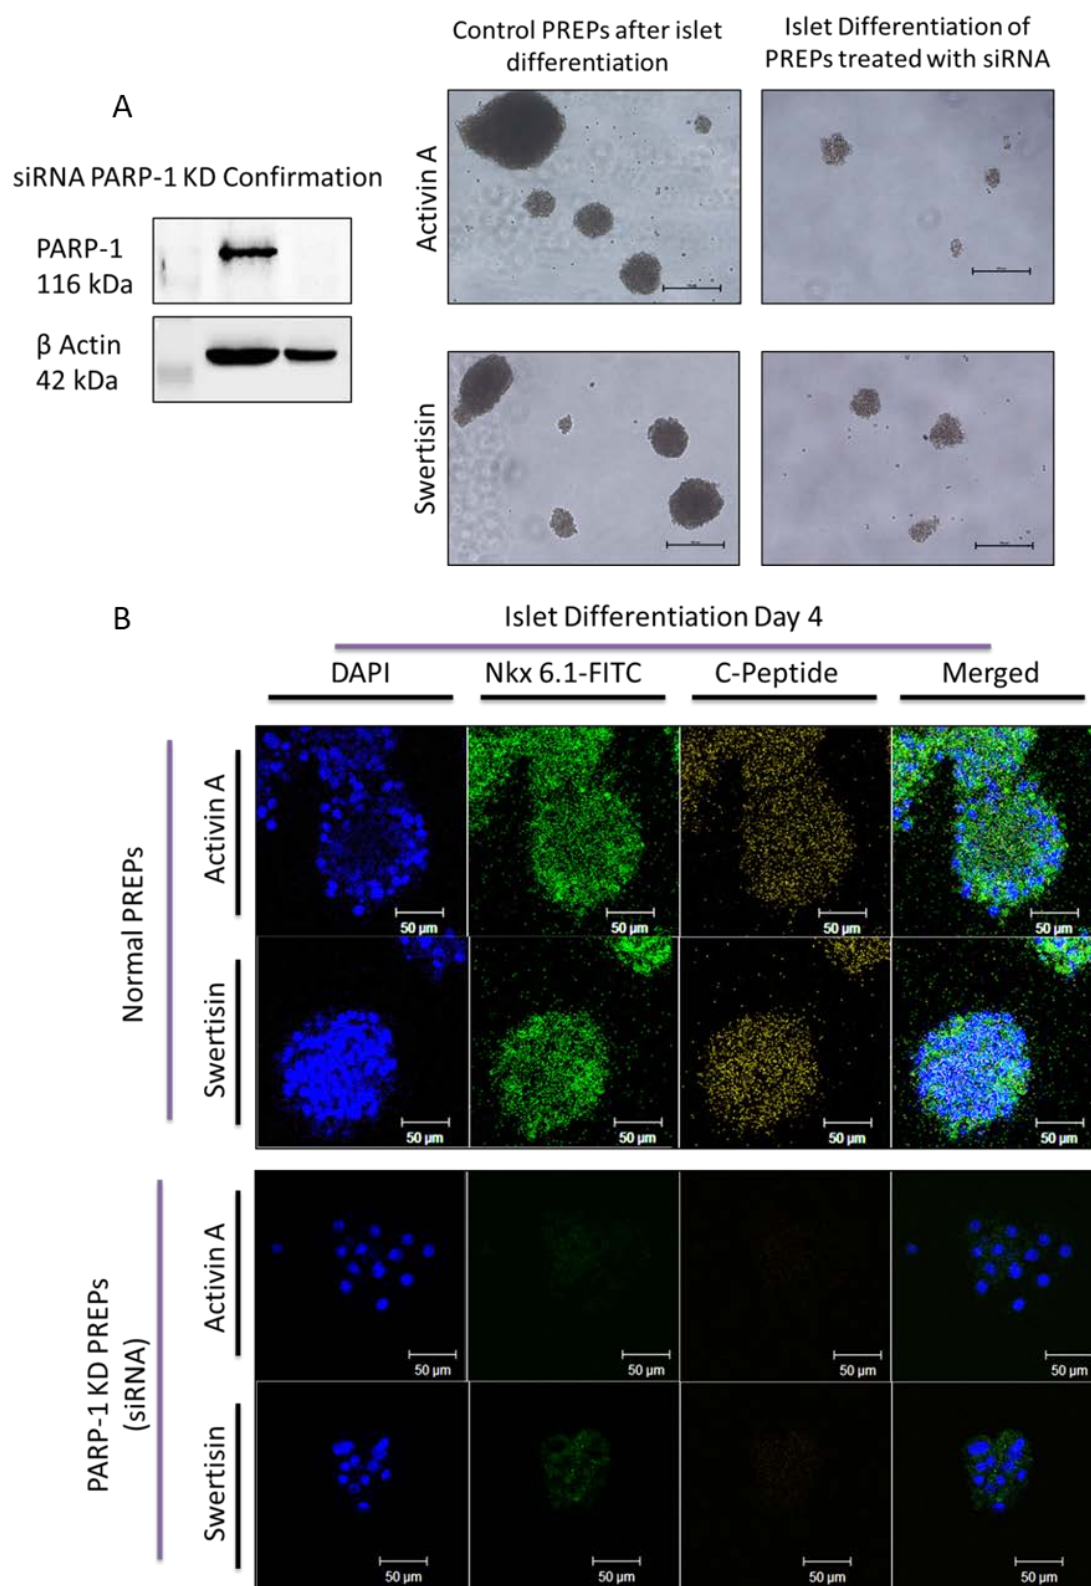 A
siRNA PARP-1 KD Confirmation
PARP-1
116 kDa
β Actin
42 kDa
Control PREPs after islet
differentiation
Islet Differentiation of
PREPs treated with siRNA
Activin A
Swertisin
B
Islet Differentiation Day 4
DAPI
Nkx 6.1-FITC
C-Peptide
Merged
Normal PREPs
Activin A
50 µm
50 µm
50 µm
50 µm
Swertisin
50 µm
50 µm
50 µm
50 µm
PARP-1 KD PREPs
(siRNA)
Activin A
50 µm
50 µm
50 µm
50 µm
Swertisin
50 µm
50 µm
50 µm
50 µm